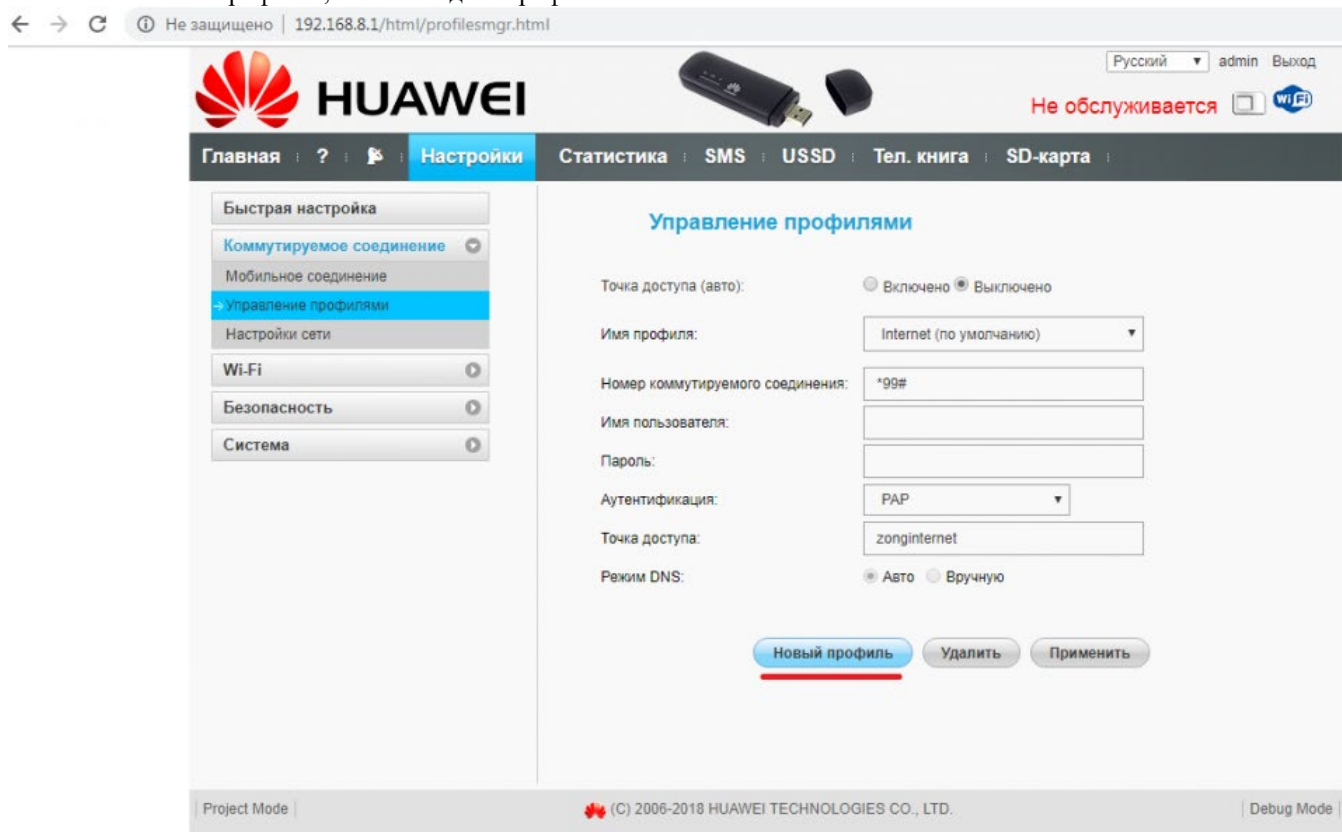 Не защищено | 192.168.8.1/html/profilesmgr.html
Русский admin Выход
HUAWEI
Не обслуживается WiFi
Главная ? Настройки Статистика SMS USSD Тел. книга SD-карта
Быстрая настройка
Управление профилями
Коммутируемое соединение
Мобильное соединение
Точка доступа (авто): Включено Выключено
Управление профилями
Настройки сети
Имя профиля: Internet (по умолчанию)
Wi-Fi
Номер коммутируемого соединения: *99#
Безопасность
Имя пользователя:
Система
Пароль:
Аутентификация: PAP
Точка доступа: zonginternet
Режим DNS: Авто Вручную
Новый профиль Удалить Применить
Project Mode | (C) 2006-2018 HUAWEI TECHNOLOGIES CO., LTD. | Debug Mode |